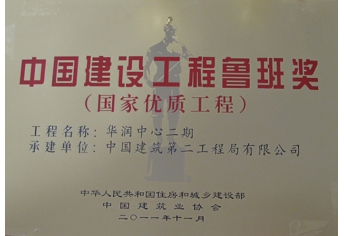 中国建设工程鲁班奖
(国家优质工程)
工程名称：华润中心二期
承建单位：中国建筑第二工程局有限公司
中华人民共和国住房和城乡建设部
中国建筑业协会
二〇一一年十一月